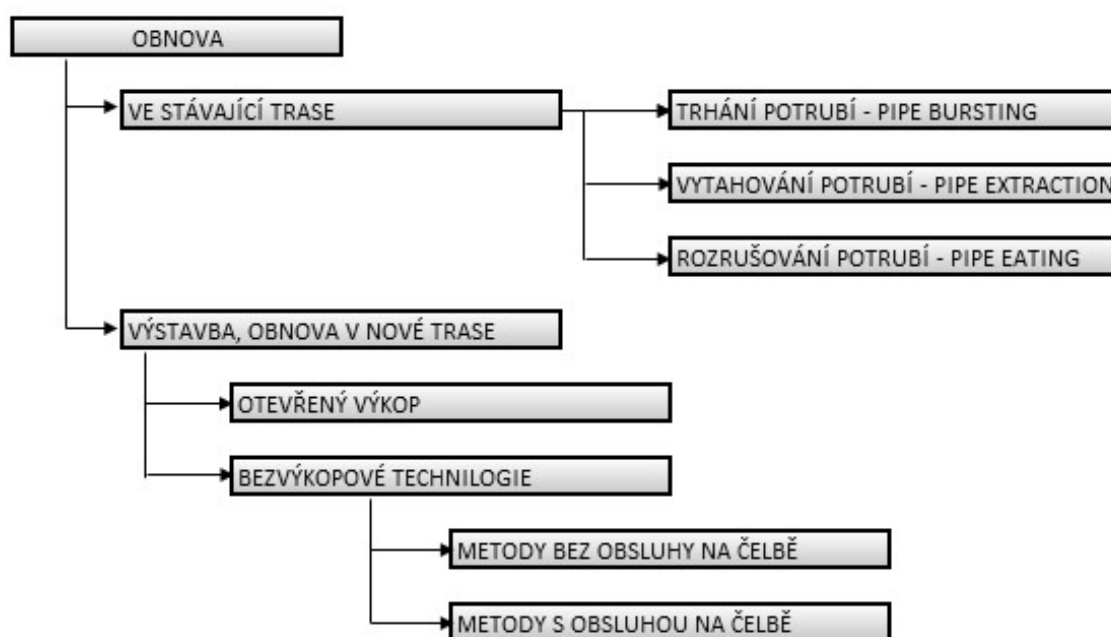 OBNOVA
VE STÁVAJÍCÍ TRASE
TRHÁNÍ POTRUBÍ - PIPE BURSTING
VYTAHOVÁNÍ POTRUBÍ - PIPE EXTRACTION
ROZRUŠOVÁNÍ POTRUBÍ - PIPE EATING
VÝSTAVBA, OBNOVA V NOVÉ TRASE
OTEVŘENÝ VÝKOP
BEZVÝKOPOVÉ TECHNILOGIE
METODY BEZ OBSLUHY NA ČELBĚ
METODY S OBSLUHOU NA ČELBĚ